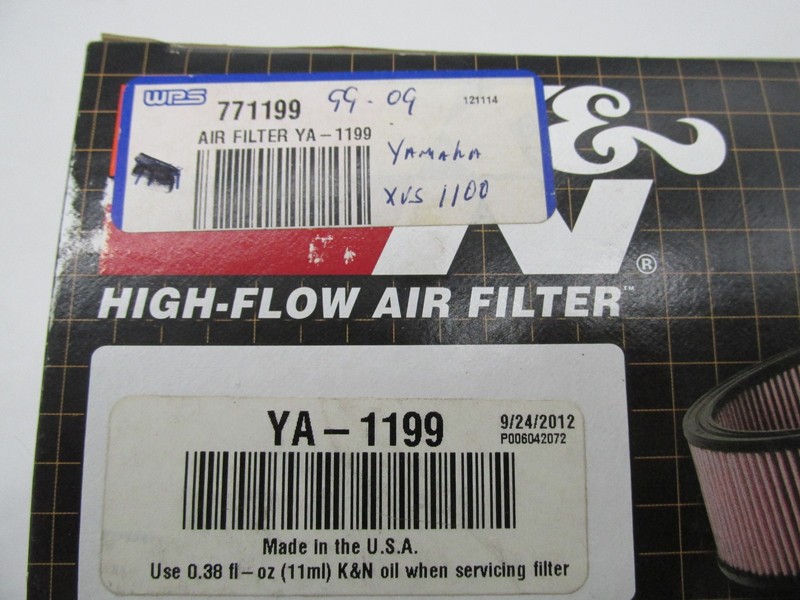 WPS 771199 99-09 121114
AIR FILTER YA-1199
YAMAHA
XVS 1100
K&N®
HIGH-FLOW AIR FILTER™
YA-1199 9/24/2012
P006042072
Made in the U.S.A.
Use 0.38 fl-oz (11ml) K&N oil when servicing filter